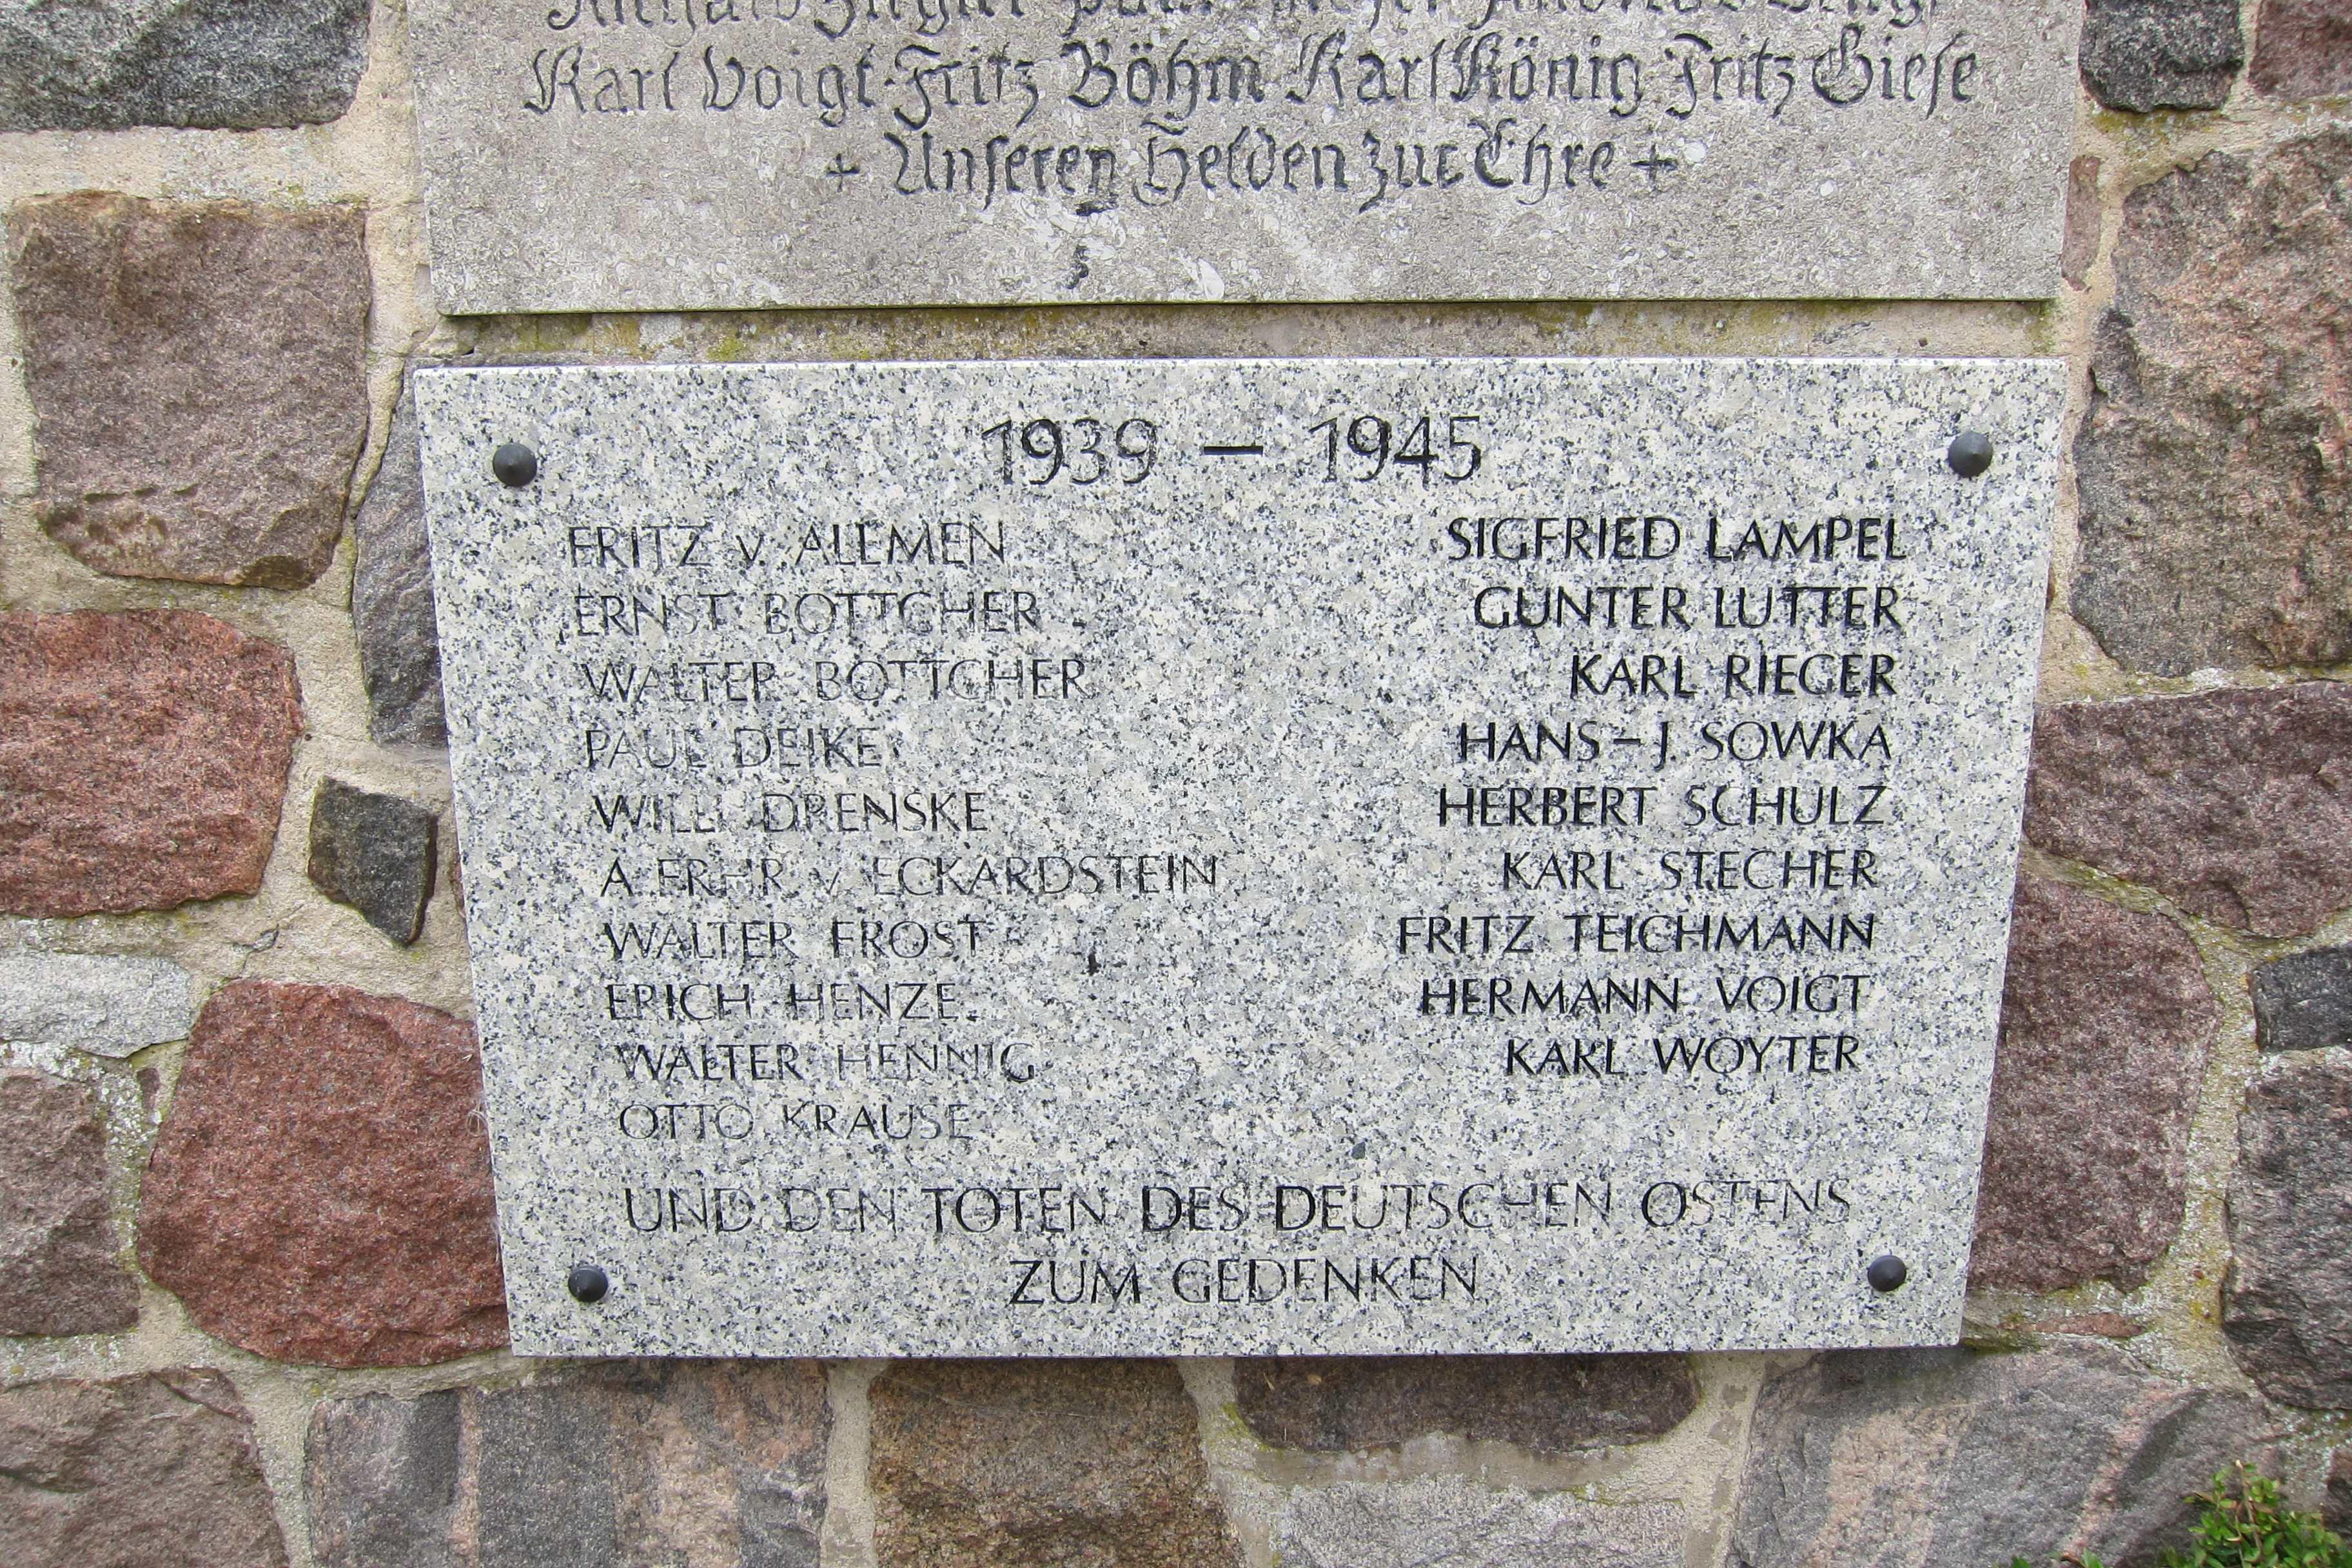 Karl Voigt Fritz Böhm Karl König Fritz Giese
+ Unseren Helden zur Ehre +
1939 – 1945
FRITZ v. ALEMEN
ERNST BÖTTCHER
WALTER BÖTTCHER
PAUL DEIKE
WILLI DRENSKE
A. FRHR. v. ECKARDSTEIN
WALTER FROST
ERICH HENZE
WALTER HENNIG
OTTO KRAUSE
SIGFRIED LAMPEL
GÜNTER LUTTER
KARL RIEGER
HANS-J. SOWKA
HERBERT SCHULZ
KARL STECHER
FRITZ TEICHMANN
HERMANN VOIGT
KARL WOYTER
UND DEN TOTEN DES DEUTSCHEN OSTENS
ZUM GEDENKEN